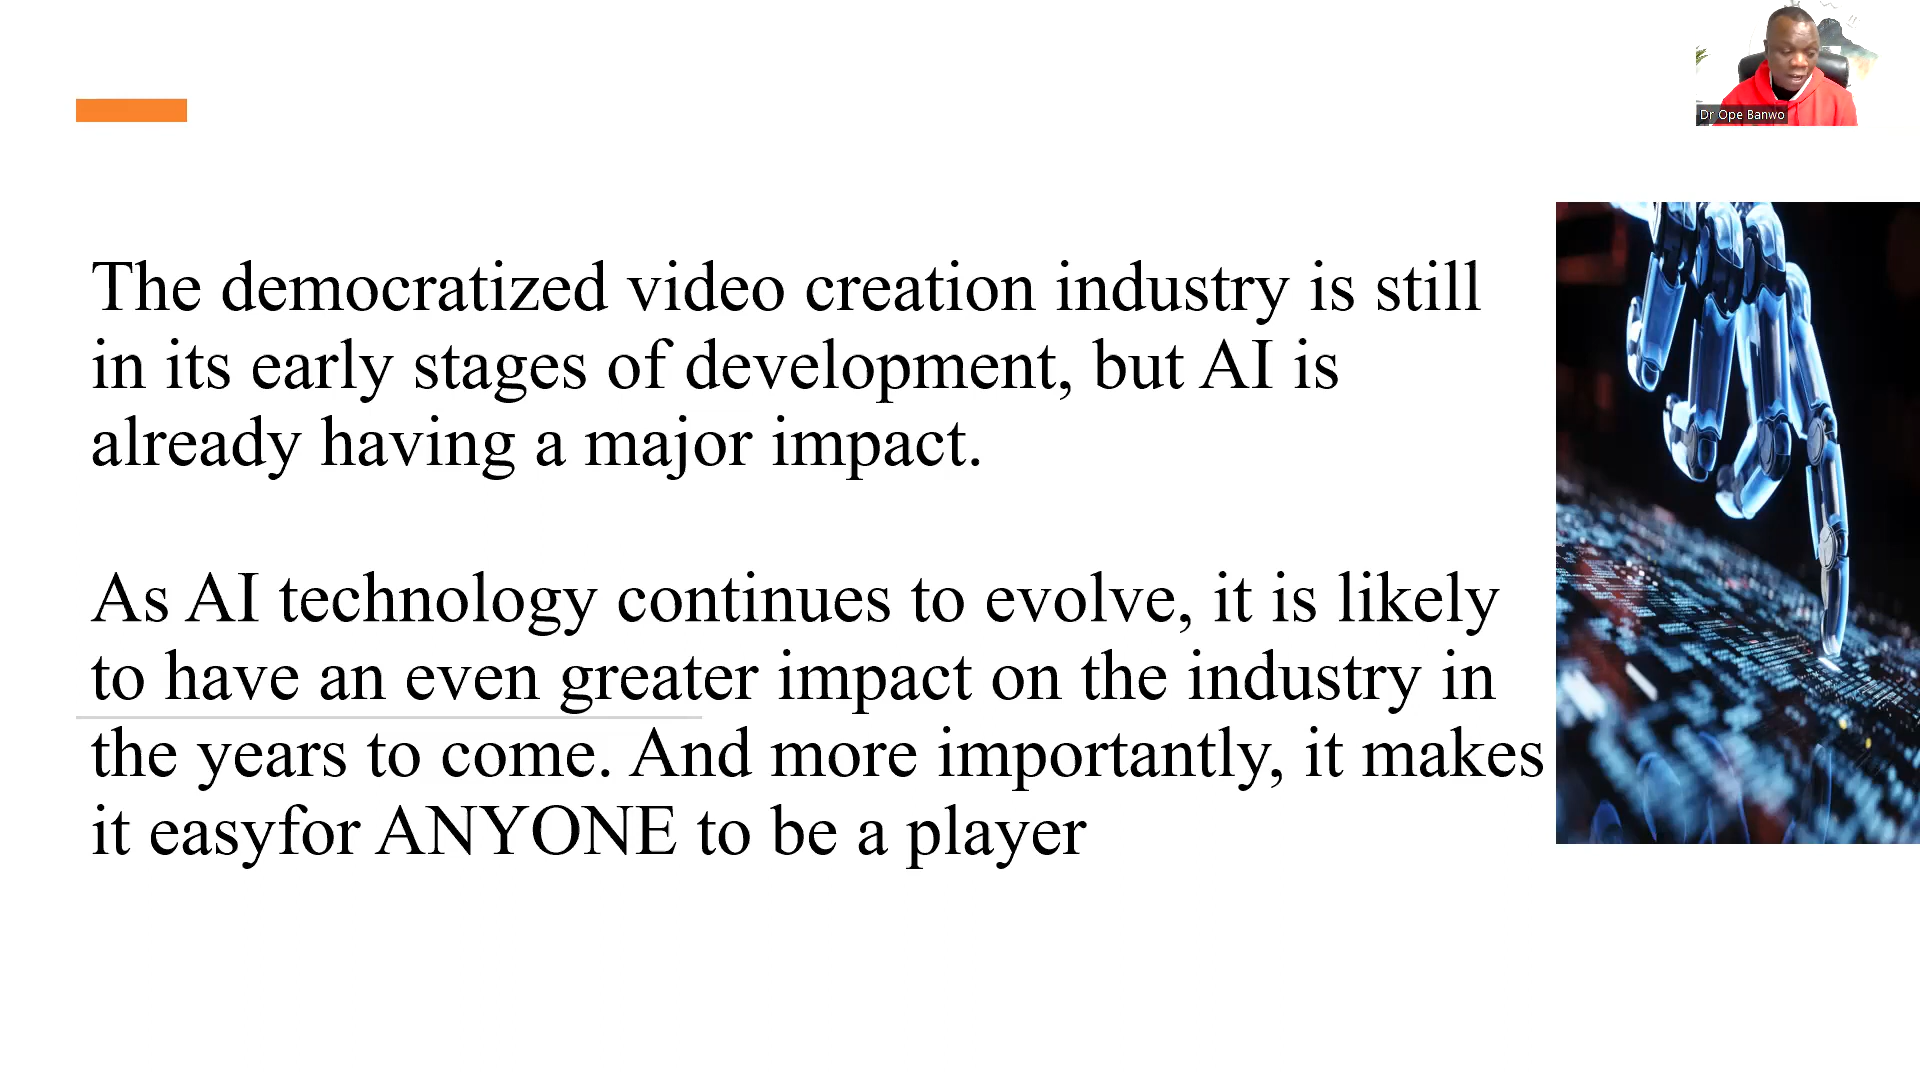 Dr Ope Banwo
The democratized video creation industry is still
in its early stages of development, but AI is
already having a major impact.
As AI technology continues to evolve, it is likely
to have an even greater impact on the industry in
the years to come. And more importantly, it makes
it easyfor ANYONE to be a player